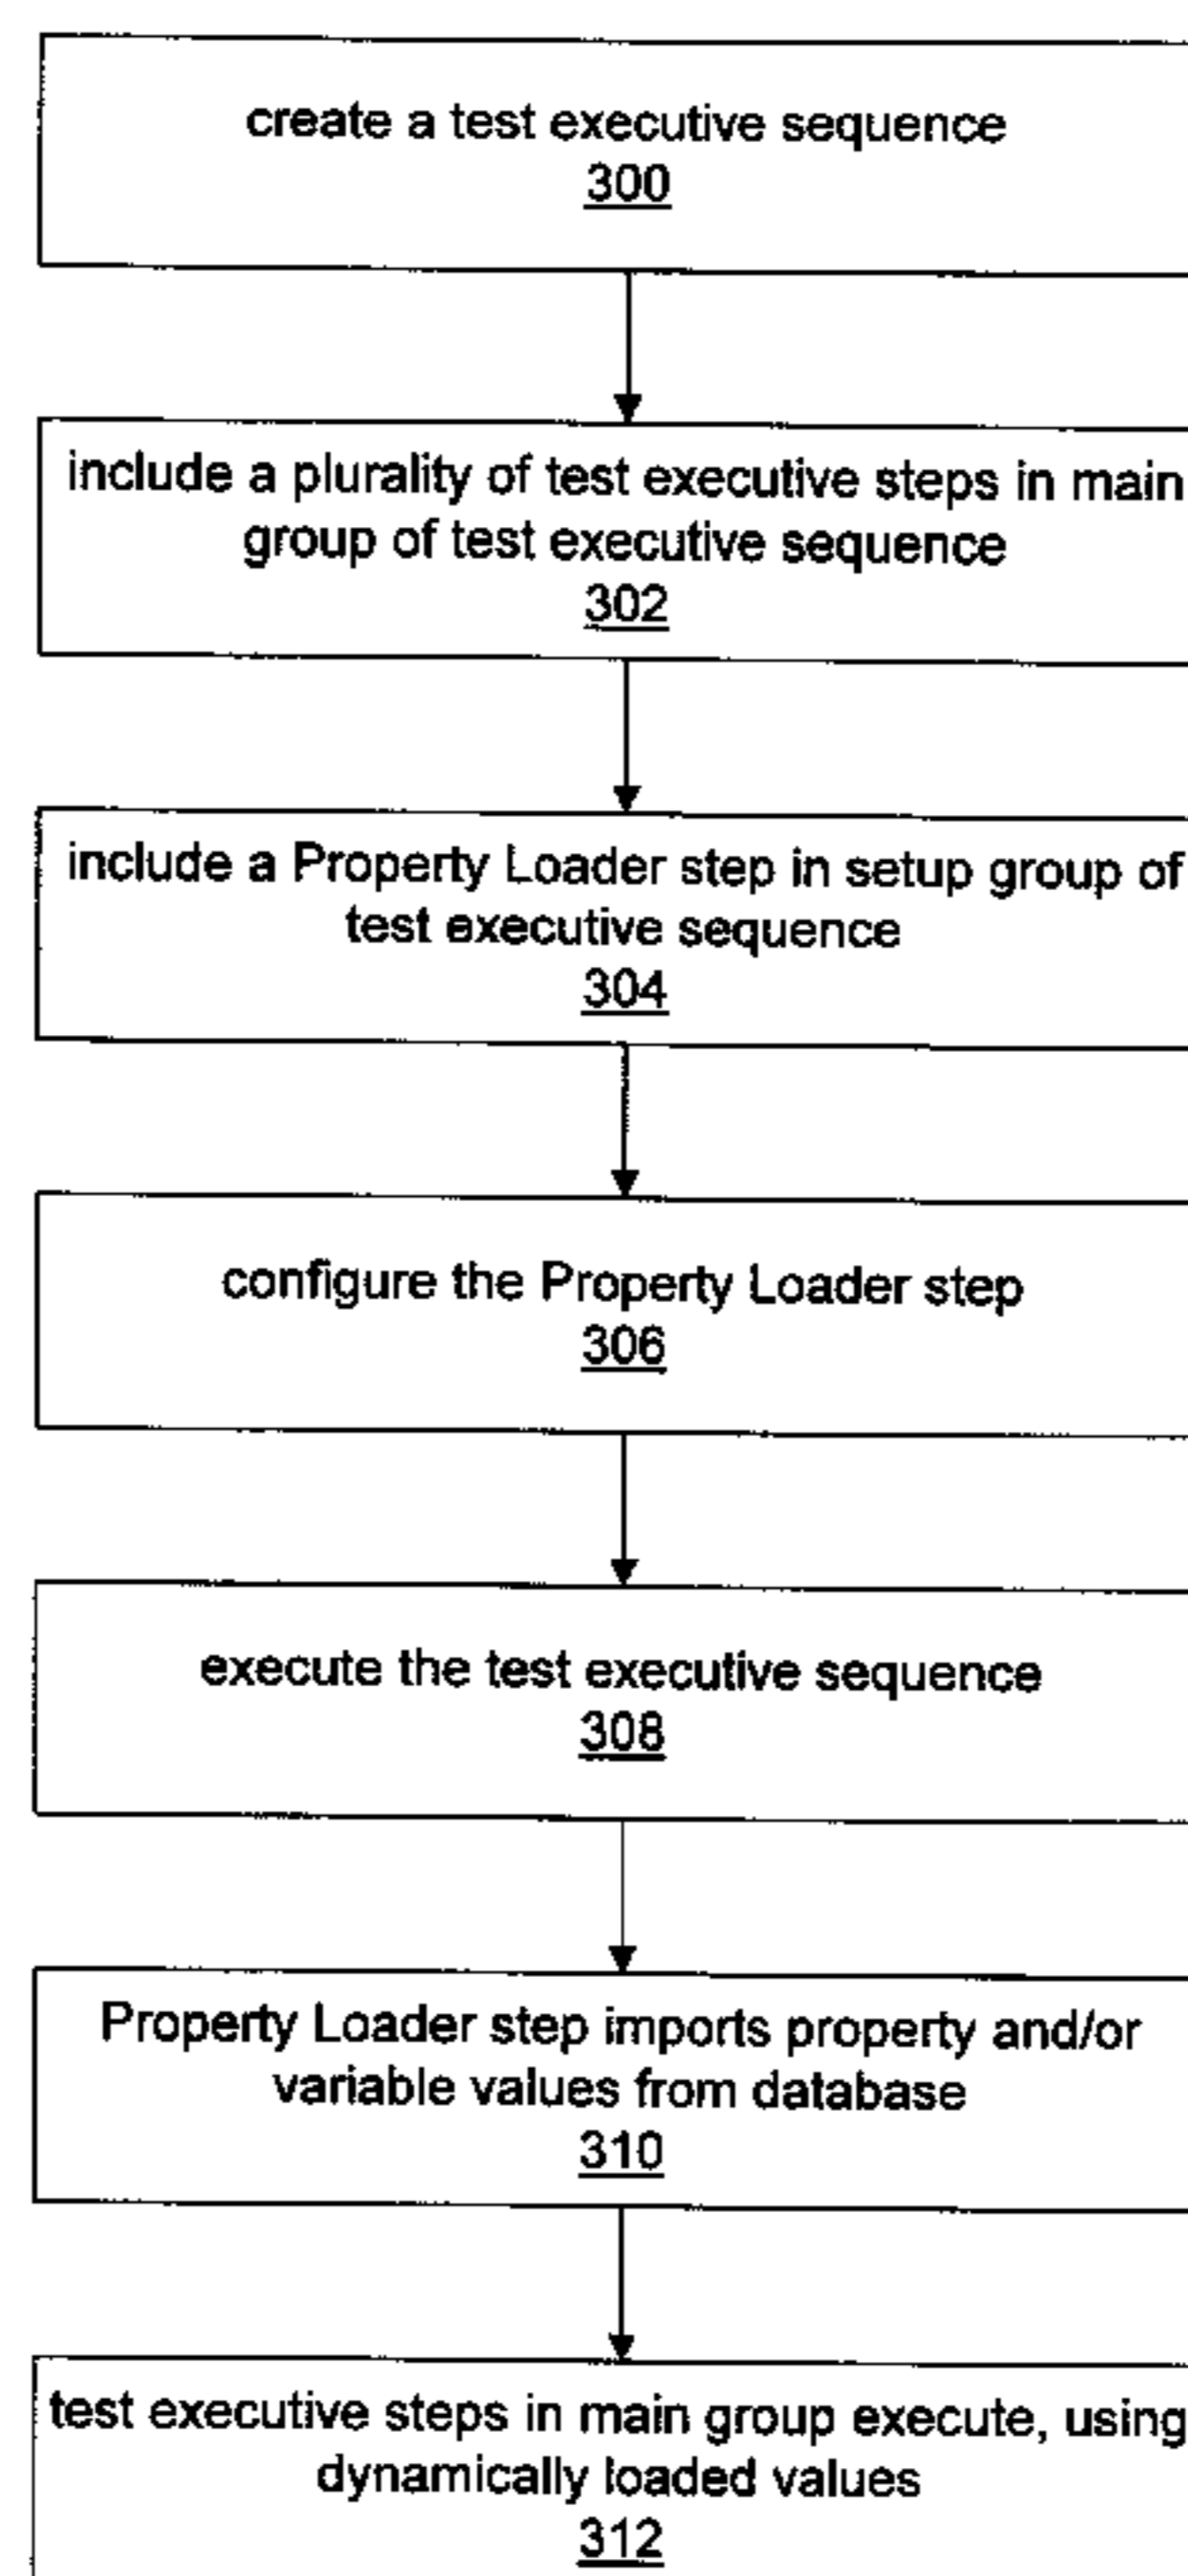 create a test executive sequence
300
include a plurality of test executive steps in main
group of test executive sequence
302
include a Property Loader step in setup group of
test executive sequence
304
configure the Property Loader step
306
execute the test executive sequence
308
Property Loader step imports property and/or
variable values from database
310
test executive steps in main group execute, using
dynamically loaded values
312